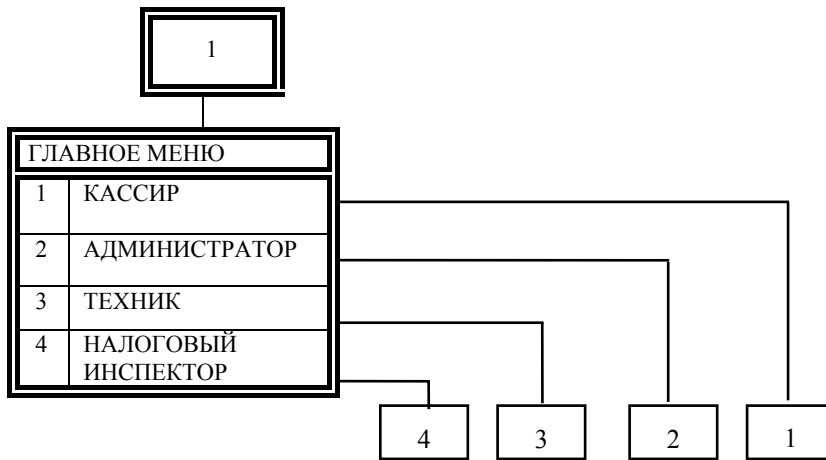 1
ГЛАВНОЕ МЕНЮ
1 КАССИР
2 АДМИНИСТРАТОР
3 ТЕХНИК
4 НАЛОГОВЫЙ
ИНСПЕКТОР
4 3 2 1